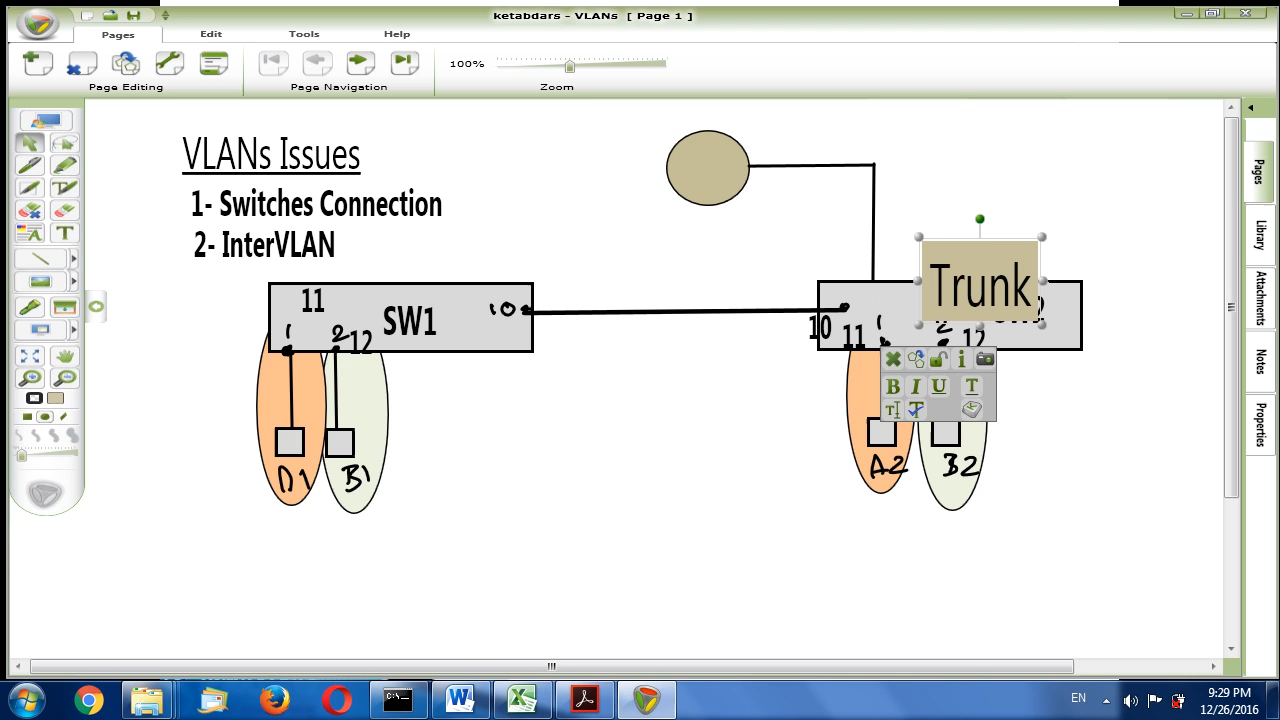 ketabdars - VLANs [ Page 1 ]
Pages Edit Tools Help
100%
Page Editing Page Navigation Zoom
VLANs Issues
1- Switches Connection
2- InterVLAN
11 SW1 10
1 2 12
Trunk
10 11 1 2 12
D1 B1 A2 B2
B I U T
Pages
Library
Attachments
Notes
Properties
EN 9:29 PM
12/26/2016